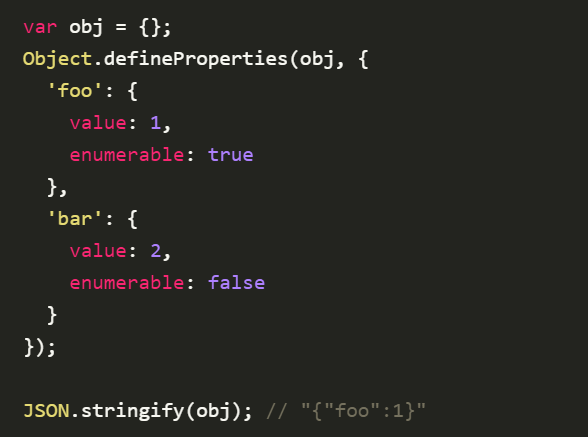 var obj = {};
Object.defineProperties(obj, {
  'foo': {
    value: 1,
    enumerable: true
  },
  'bar': {
    value: 2,
    enumerable: false
  }
});

JSON.stringify(obj); // "{"foo":1}"